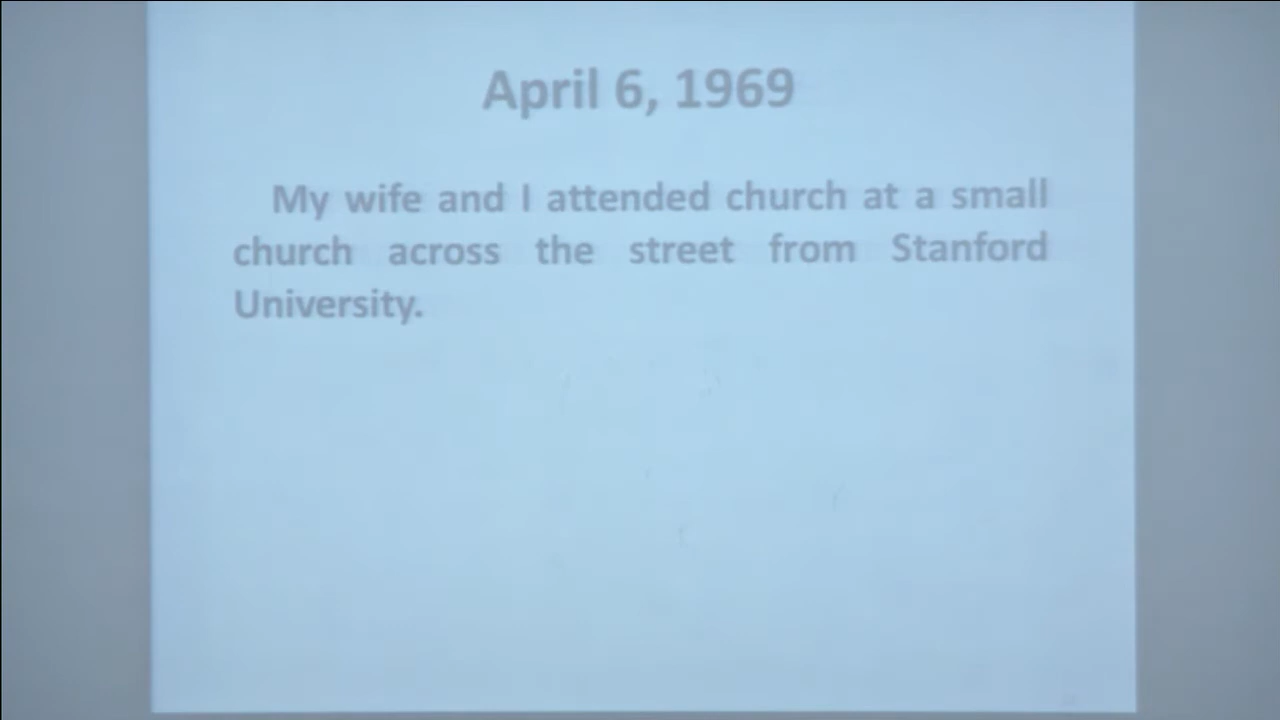 April 6, 1969
My wife and I attended church at a small
church across the street from Stanford
University.